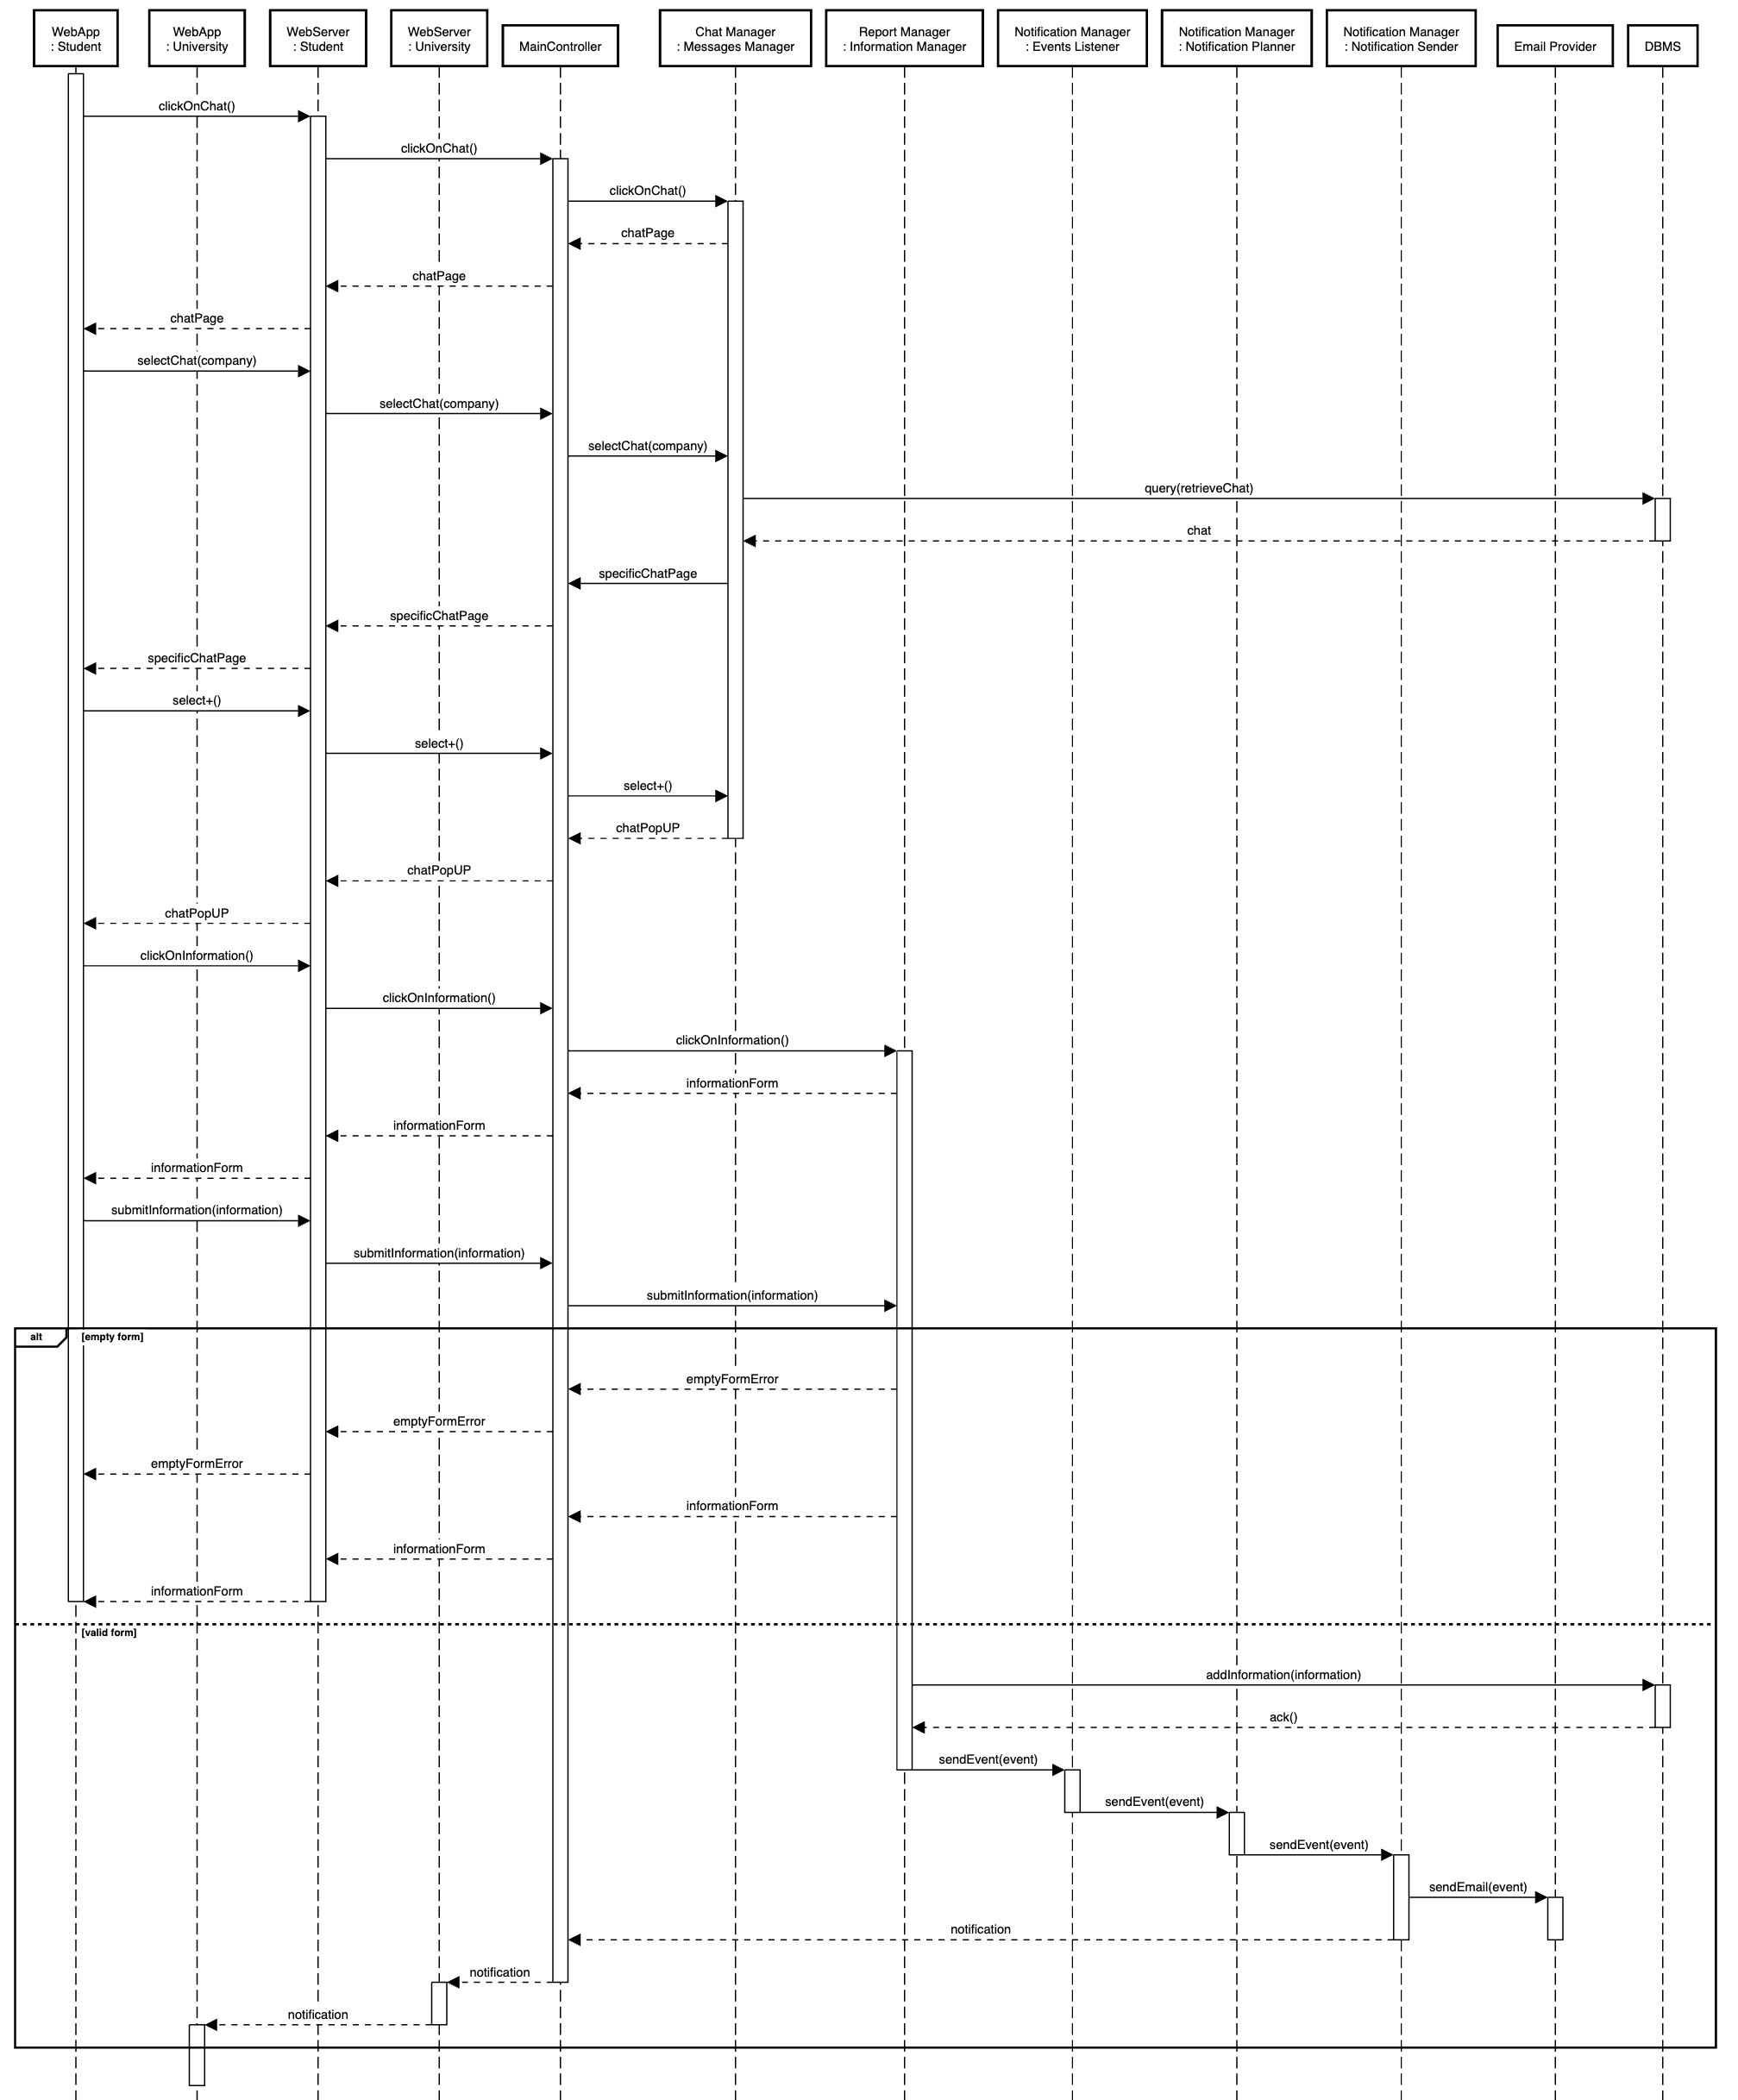 WebApp
: Student
WebApp
: University
WebServer
: Student
WebServer
: University
MainController
Chat Manager
: Messages Manager
Report Manager
: Information Manager
Notification Manager
: Events Listener
Notification Manager
: Notification Planner
Notification Manager
: Notification Sender
Email Provider
DBMS
clickOnChat()
clickOnChat()
clickOnChat()
chatPage
chatPage
chatPage
selectChat(company)
selectChat(company)
selectChat(company)
query(retrieveChat)
chat
specificChatPage
specificChatPage
specificChatPage
select+()
select+()
select+()
chatPopUP
chatPopUP
chatPopUP
clickOnInformation()
clickOnInformation()
clickOnInformation()
informationForm
informationForm
informationForm
submitInformation(information)
submitInformation(information)
submitInformation(information)
alt
[empty form]
emptyFormError
emptyFormError
emptyFormError
informationForm
informationForm
informationForm
[valid form]
addInformation(information)
ack()
sendEvent(event)
sendEvent(event)
sendEvent(event)
sendEmail(event)
notification
notification
notification